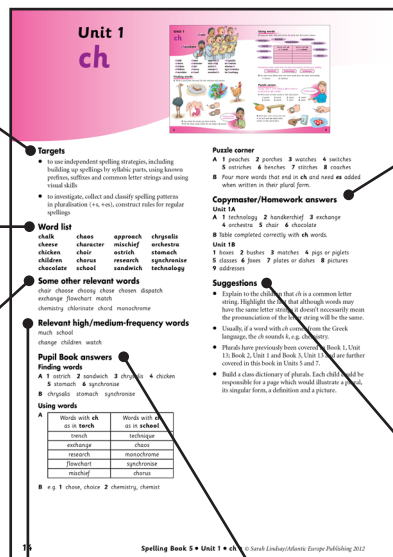 Unit 1
ch
Targets
• to use independent spelling strategies, including
building up spellings by syllabic parts, using known
prefixes, suffixes and common letter strings and using
visual skills
• to investigate, collect and classify spelling patterns
in pluralisation (+s, +es), construct rules for regular
spellings
Word list
chalk chaos approach chrysalis
cheese character mischief orchestra
chicken choir ostrich stomach
children chorus research synchronise
chocolate school sandwich technology
Some other relevant words
chair choose choosy chose chosen dispatch
exchange flowchart match
chemistry chlorinate chord monochrome
Relevant high/medium-frequency words
much school
change children watch
Pupil Book answers
Finding words
A 1 ostrich 2 sandwich 3 chrysalis 4 chicken
5 stomach 6 synchronise
B chrysalis stomach synchronise
Using words
A
Words with ch as in torch
Words with ch as in school
trench technique
exchange chaos
research monochrome
flowchart synchronise
mischief chorus
B e.g. 1 chose, choice 2 chemistry, chemist
Puzzle corner
A 1 peaches 2 porches 3 watches 4 switches
5 ostriches 6 benches 7 stitches 8 coaches
B Four more words that end in ch and need es added
when written in their plural form.
Copymaster/Homework answers
Unit 1A
A 1 technology 2 handkerchief 3 exchange
4 orchestra 5 chair 6 chocolate
B Table completed correctly with ch words.
Unit 1B
1 boxes 2 bushes 3 matches 4 pigs or piglets
5 classes 6 foxes 7 plates or dishes 8 pictures
9 addresses
Suggestions
• Explain to the children that ch is a common letter
string. Highlight the fact that although words may
have the same letter string it doesn't necessarily mean
the pronunciation of the letter string will be the same.
• Usually, if a word with ch comes from the Greek
language, the ch sounds k, e.g. chemistry.
• Plurals have previously been covered in Book 1, Unit
13; Book 2, Unit 1 and Book 3, Unit 13 and are further
covered in this book in Units 5 and 7.
• Build a class dictionary of plurals. Each child could be
responsible for a page which would illustrate a plural,
its singular form, a definition and a picture.
14
Spelling Book 5 • Unit 1 • ch © Sarah Lindsay/Atlantic Europe Publishing 2012